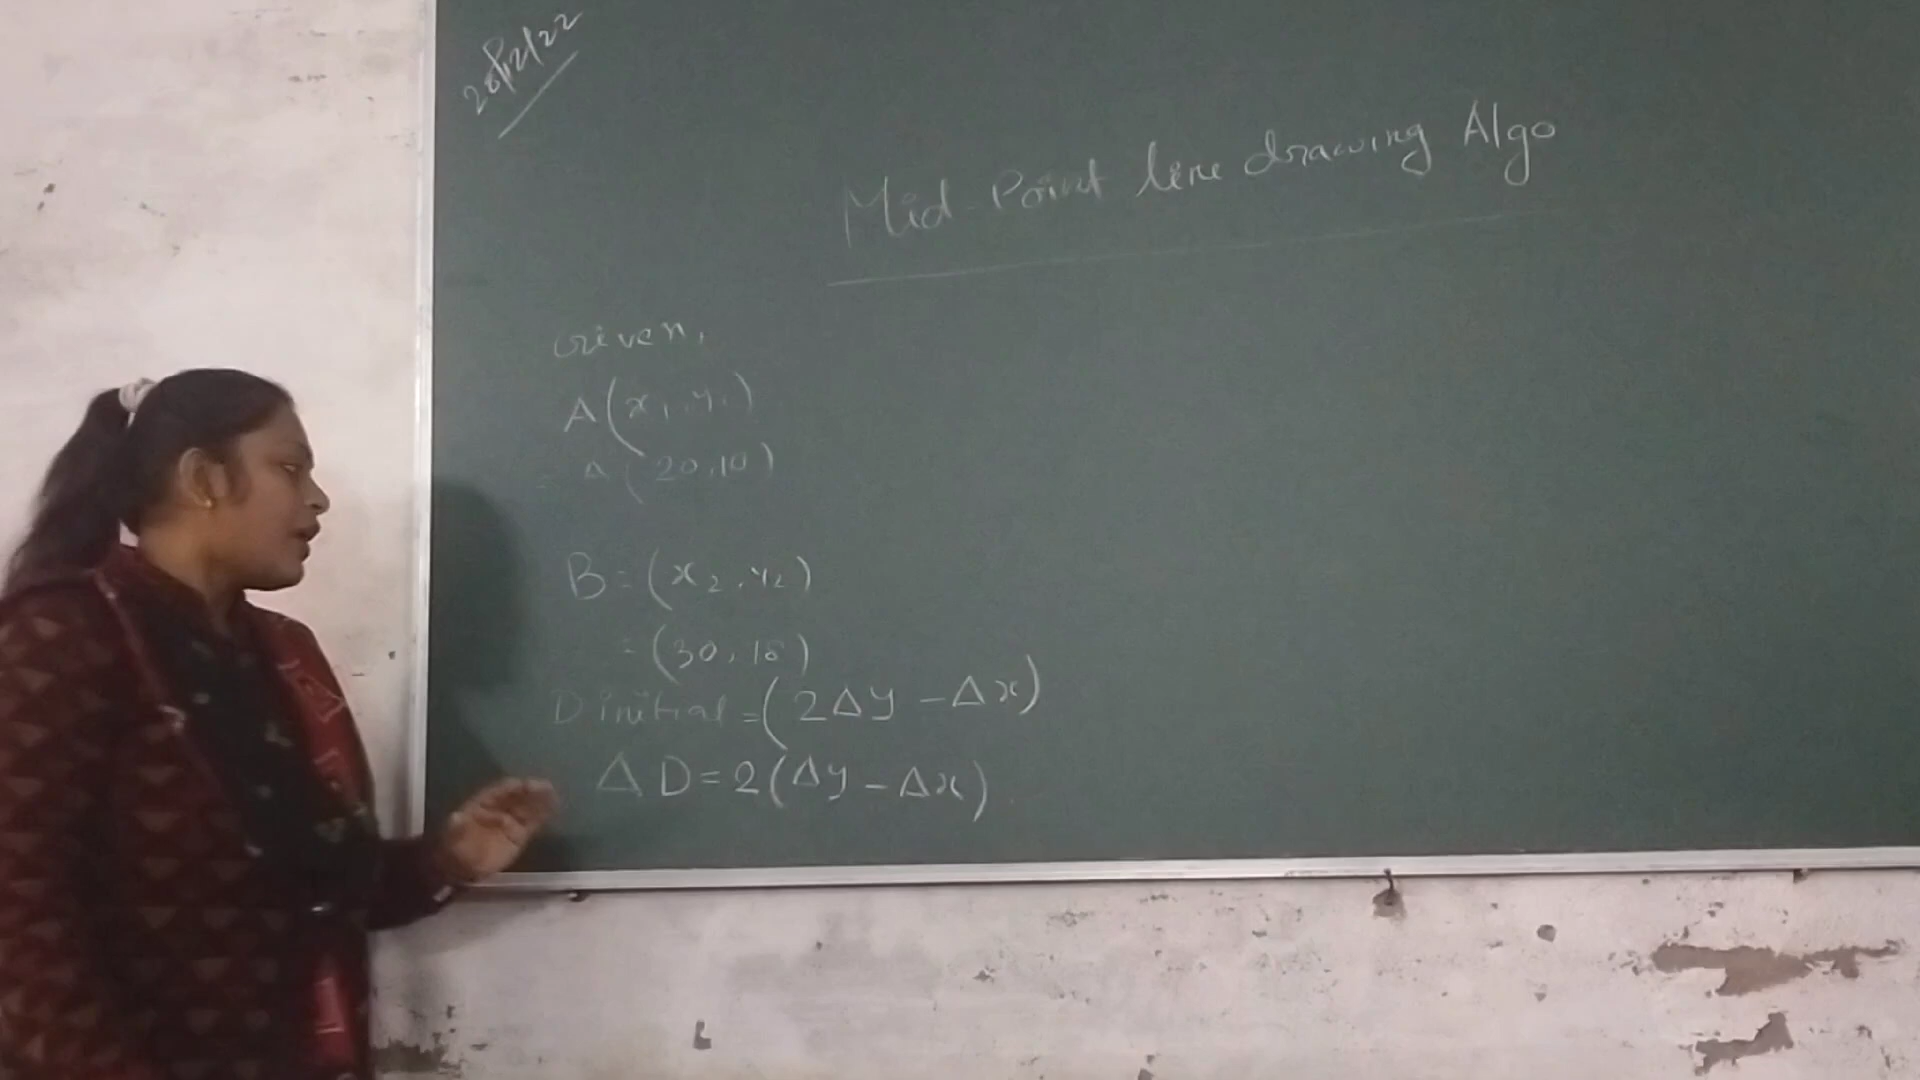 28/12/22
Mid-Point line drawing Algo
Given,
A(x₁,y₁)
= A(20,10)
B=(x₂,y₂)
=(30,18)
D initial=(2Δy-Δx)
ΔD=2(Δy-Δx)